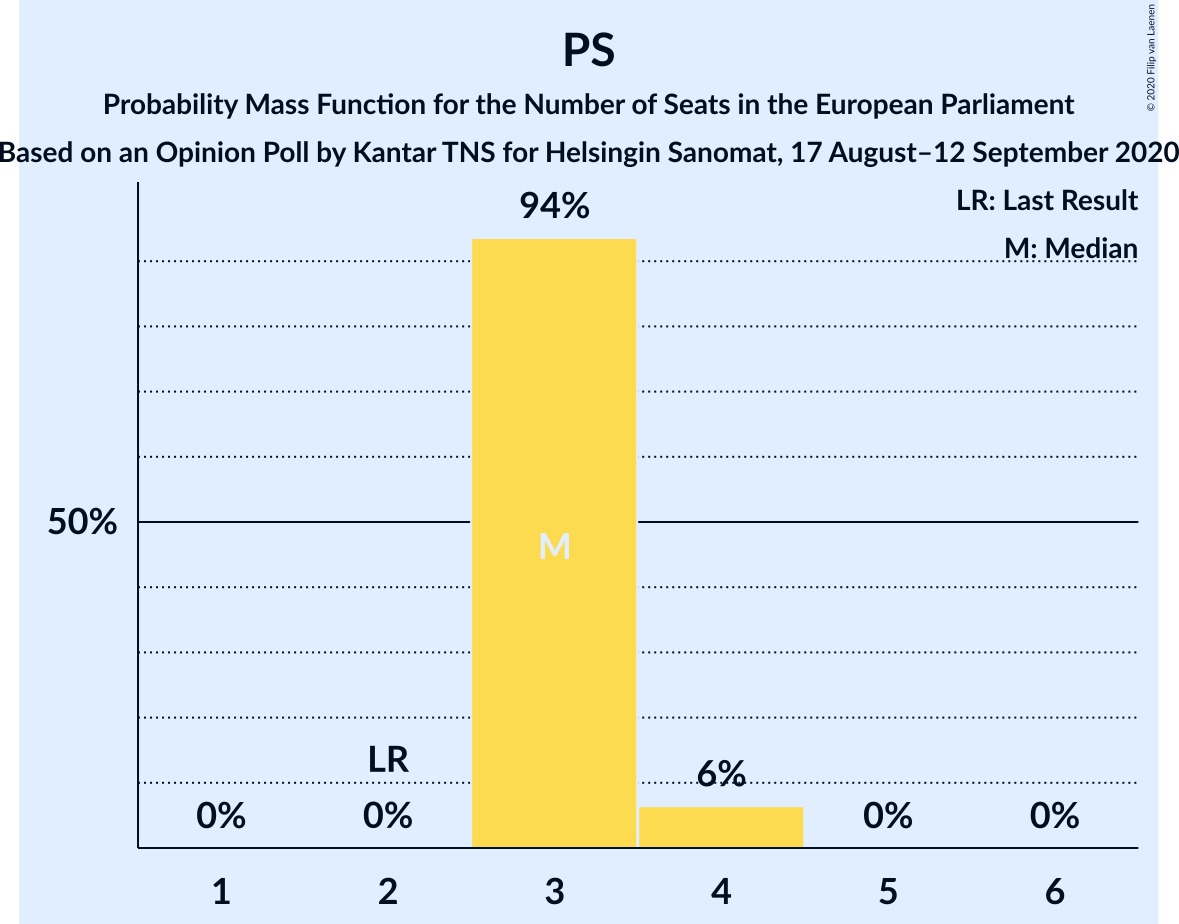 PS
Probability Mass Function for the Number of Seats in the European Parliament
Based on an Opinion Poll by Kantar TNS for Helsingin Sanomat, 17 August–12 September 2020
© 2020 Filip van Laenen
LR: Last Result
M: Median
94%
50%
M
LR
6%
0% 0% 0% 0%
1 2 3 4 5 6